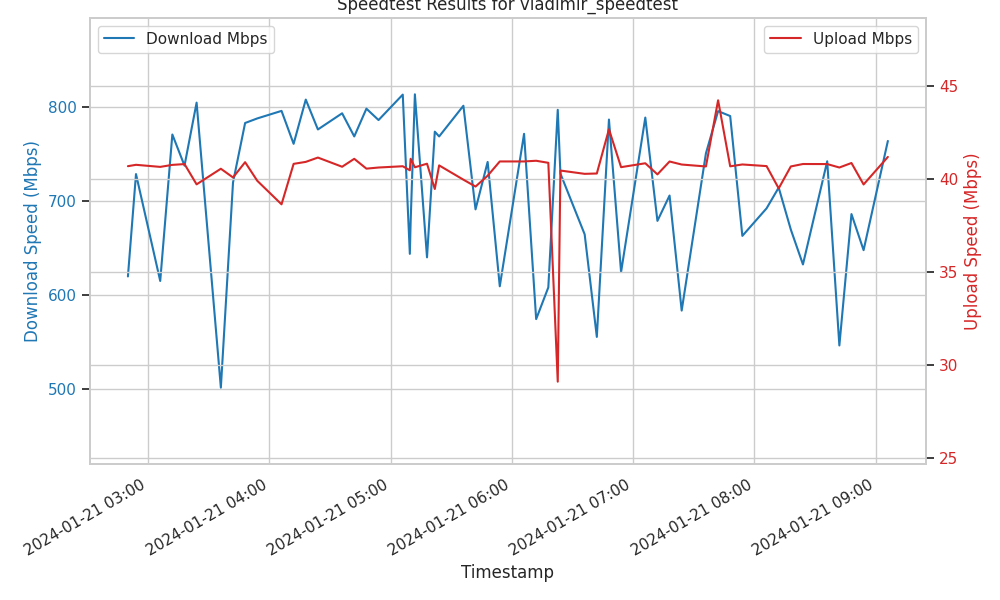 Speedtest Results for vladimir_speedtest
Download Mbps
Upload Mbps
800
700
600
500
Download Speed (Mbps)
45
40
35
30
25
Upload Speed (Mbps)
2024-01-21 03:00
2024-01-21 04:00
2024-01-21 05:00
2024-01-21 06:00
2024-01-21 07:00
2024-01-21 08:00
2024-01-21 09:00
Timestamp